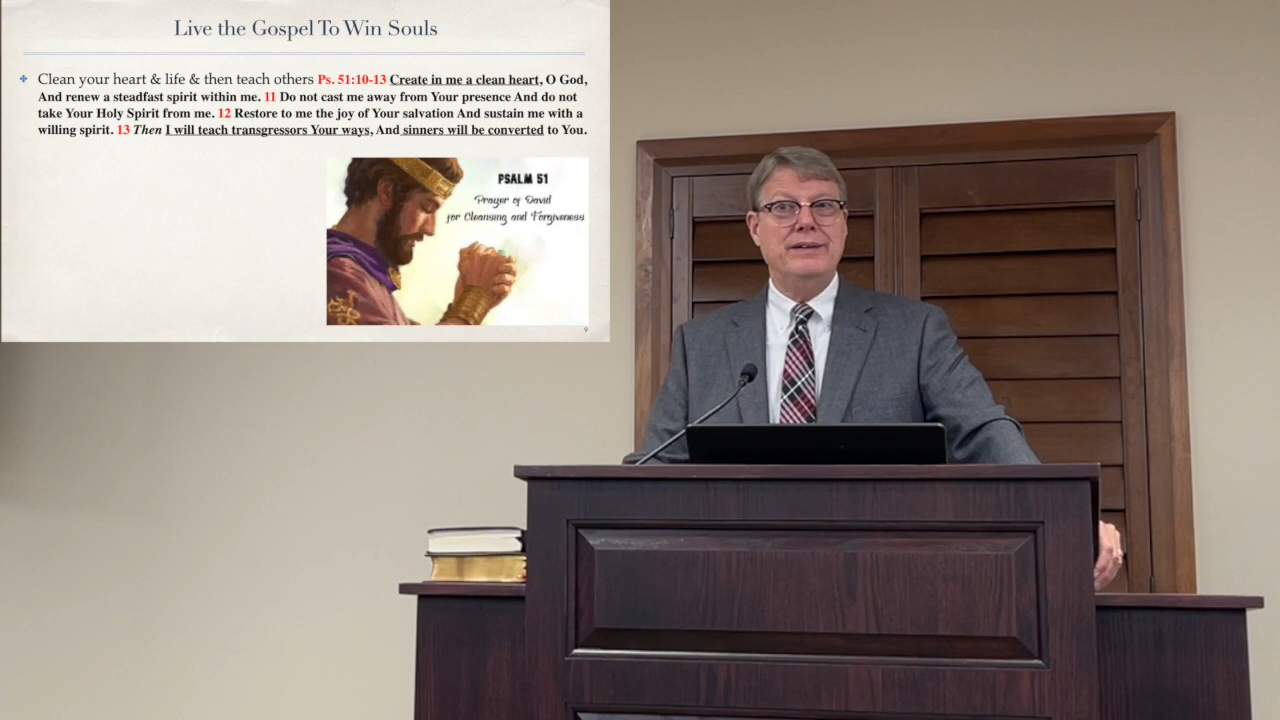 Live the Gospel To Win Souls
Clean your heart & life & then teach others Ps. 51:10-13 Create in me a clean heart, O God,
And renew a steadfast spirit within me. 11 Do not cast me away from Your presence And do not
take Your Holy Spirit from me. 12 Restore to me the joy of Your salvation And sustain me with a
willing spirit. 13 Then I will teach transgressors Your ways, And sinners will be converted to You.
PSALM 51
Prayer of David
for Cleansing and Forgiveness
9